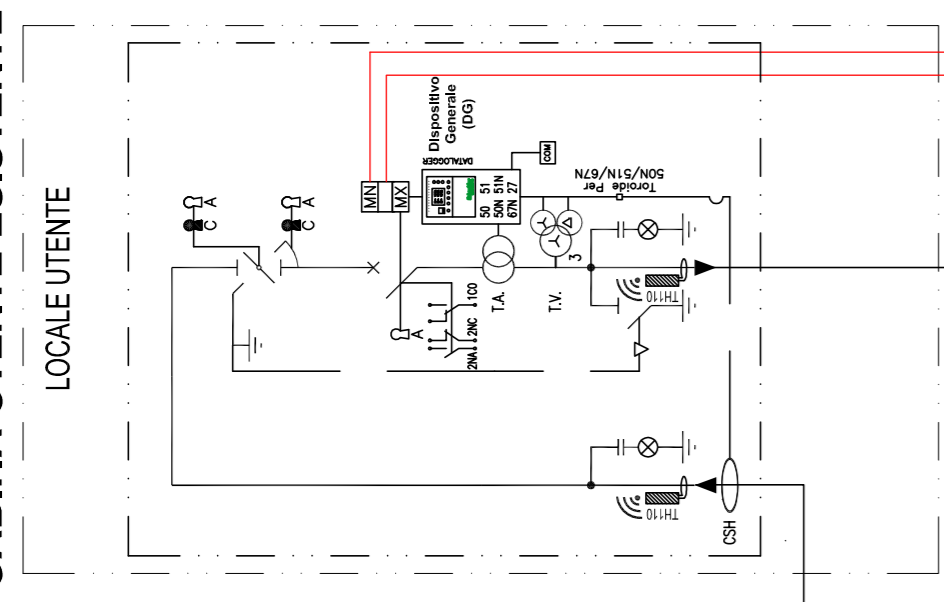 LOCALE UTENTE
Dispositivo
Generale
(DG)
DATALOGGER
MN
MX
50 51
50N 51N
67N 27
COM
Toroide Per
50N/51N/67N
A
C
A
C
A
1CO
2NC
2NA
T.A.
T.V.
3
TH110
TH110
CSH